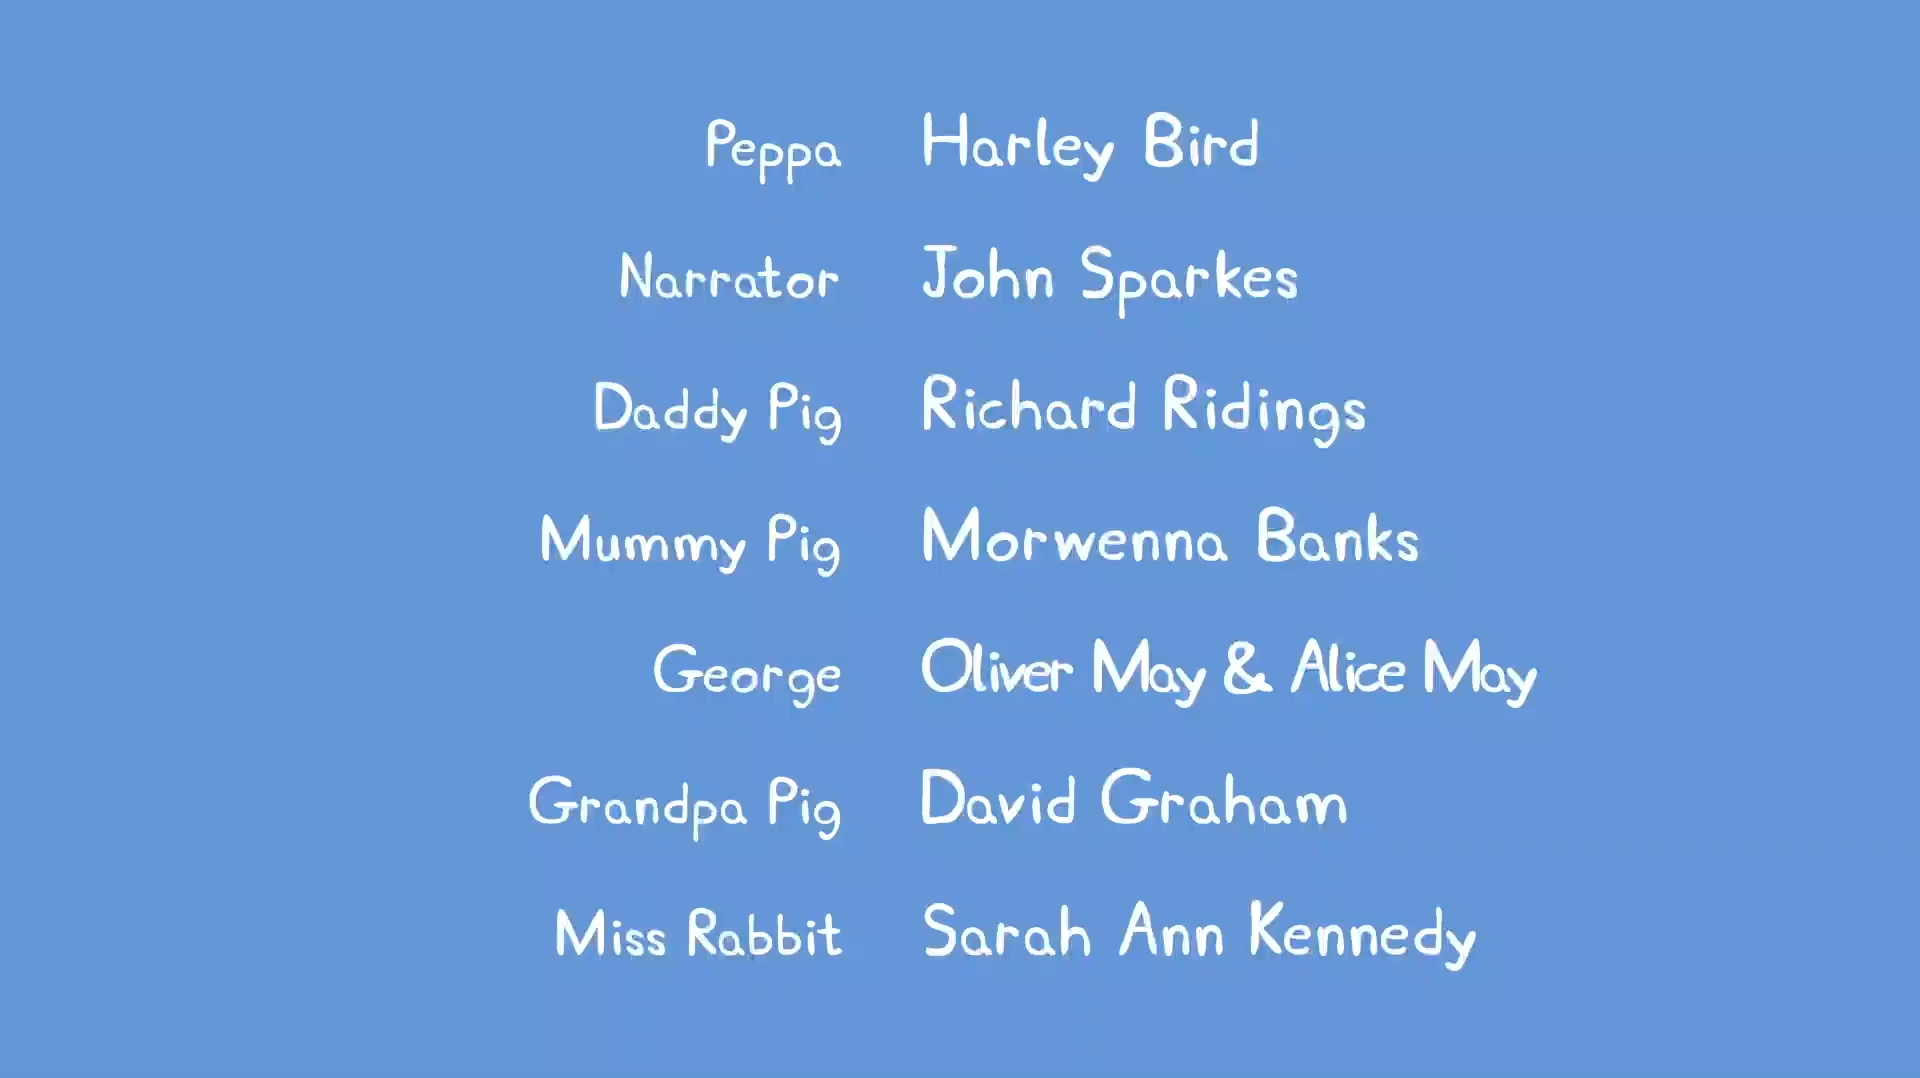 Peppa Harley Bird
Narrator John Sparkes
Daddy Pig Richard Ridings
Mummy Pig Morwenna Banks
George Oliver May & Alice May
Grandpa Pig David Graham
Miss Rabbit Sarah Ann Kennedy